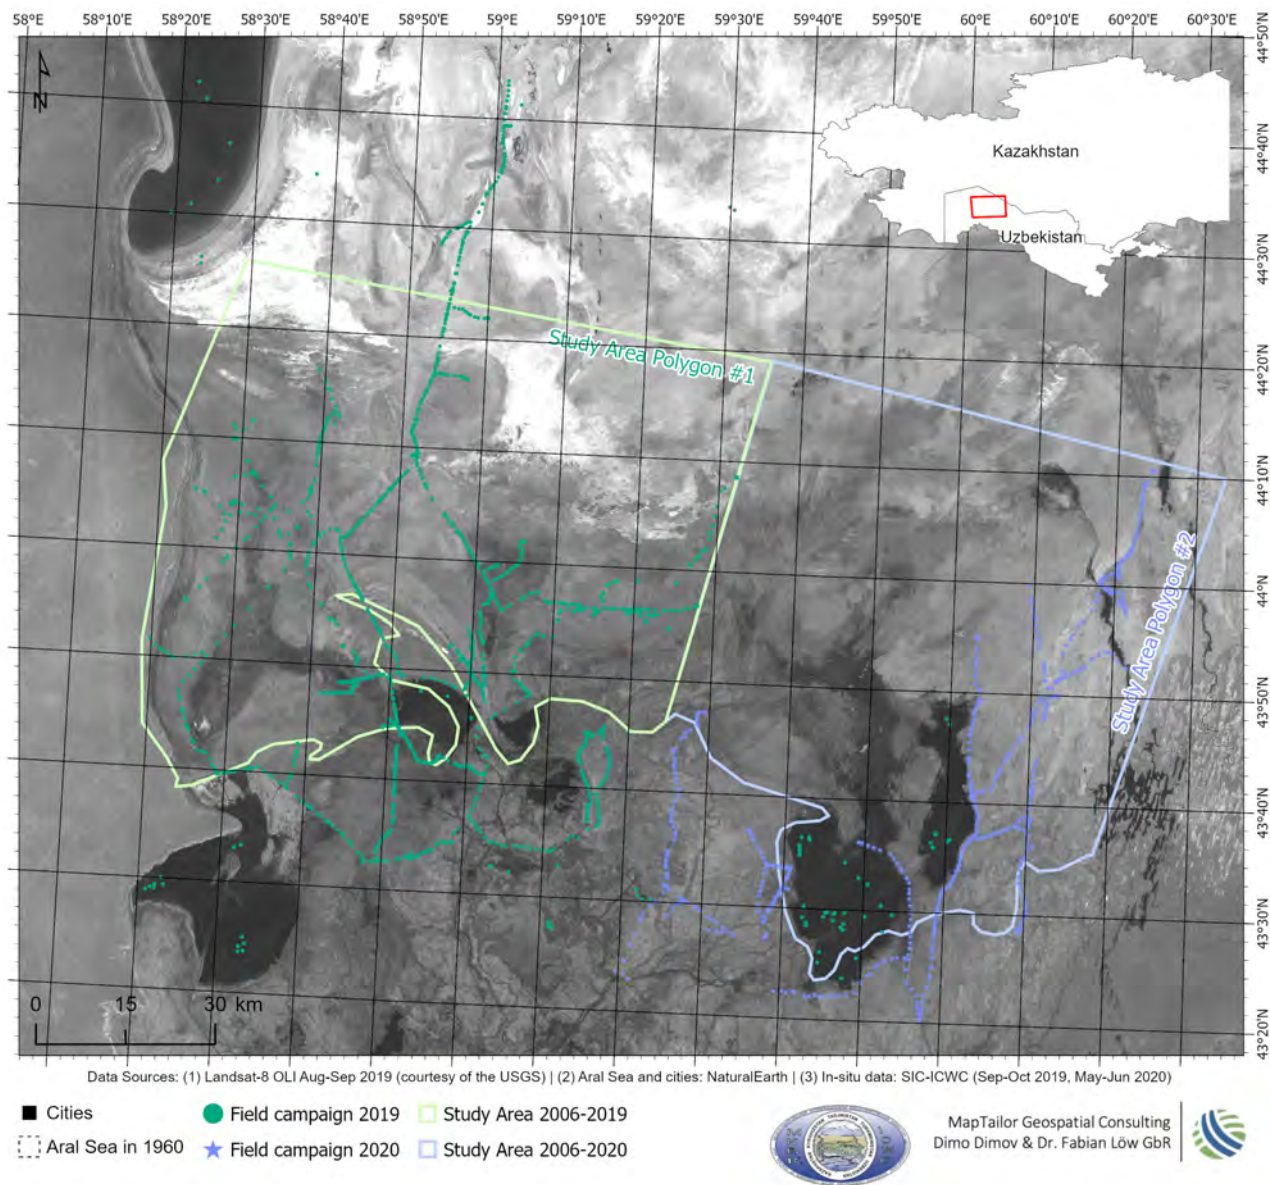 58°0'E 58°10'E 58°20'E 58°30'E 58°40'E 58°50'E 59°0'E 59°10'E 59°20'E 59°30'E 59°40'E 59°50'E 60°0'E 60°10'E 60°20'E 60°30'E
44°50'N
N
44°40'N
Kazakhstan
Uzbekistan
44°30'N
Study Area Polygon #1
44°20'N
44°10'N
Study Area Polygon #2
44°0'N
43°50'N
43°40'N
43°30'N
0 15 30 km
43°20'N
Data Sources: (1) Landsat-8 OLI Aug-Sep 2019 (courtesy of the USGS) | (2) Aral Sea and cities: NaturalEarth | (3) In-situ data: SIC-ICWC (Sep-Oct 2019, May-Jun 2020)
Cities
Field campaign 2019
Study Area 2006-2019
Aral Sea in 1960
Field campaign 2020
Study Area 2006-2020
MapTailor Geospatial Consulting
Dimo Dimov & Dr. Fabian Löw GbR